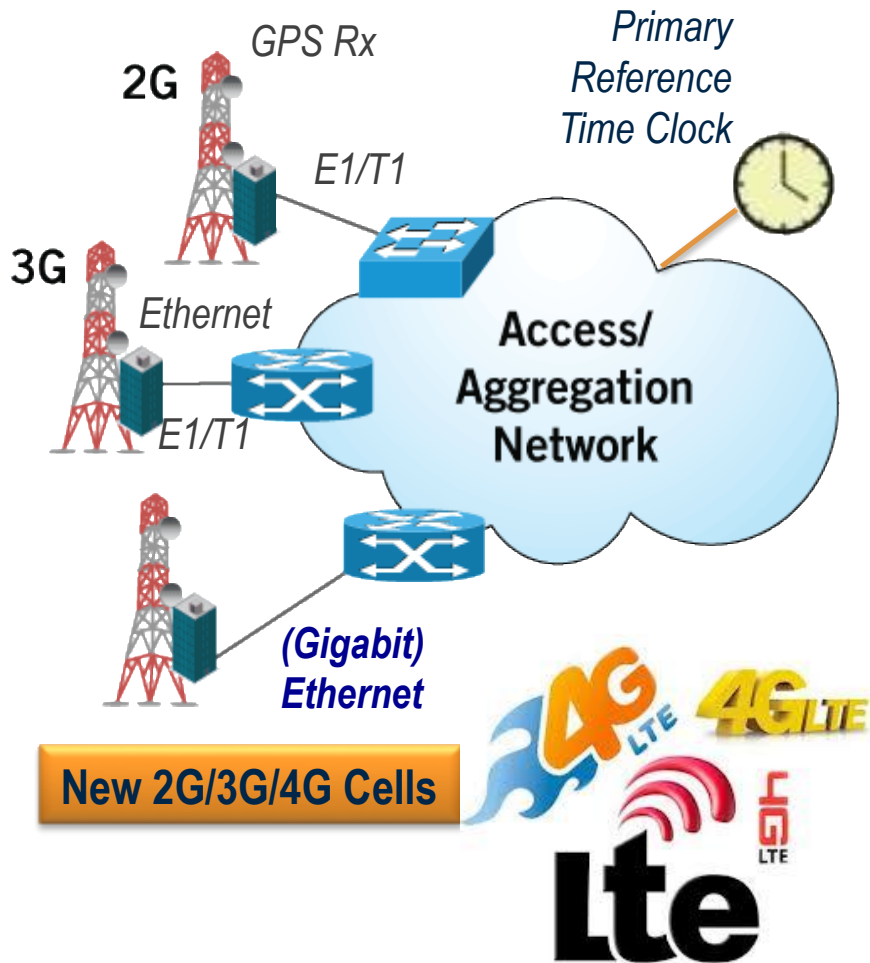 GPS Rx
2G
E1/T1
Primary
Reference
Time Clock
3G
Ethernet
E1/T1
Access/
Aggregation
Network
(Gigabit)
Ethernet
New 2G/3G/4G Cells
4G
LTE
4G LTE
4G
LTE
Lte